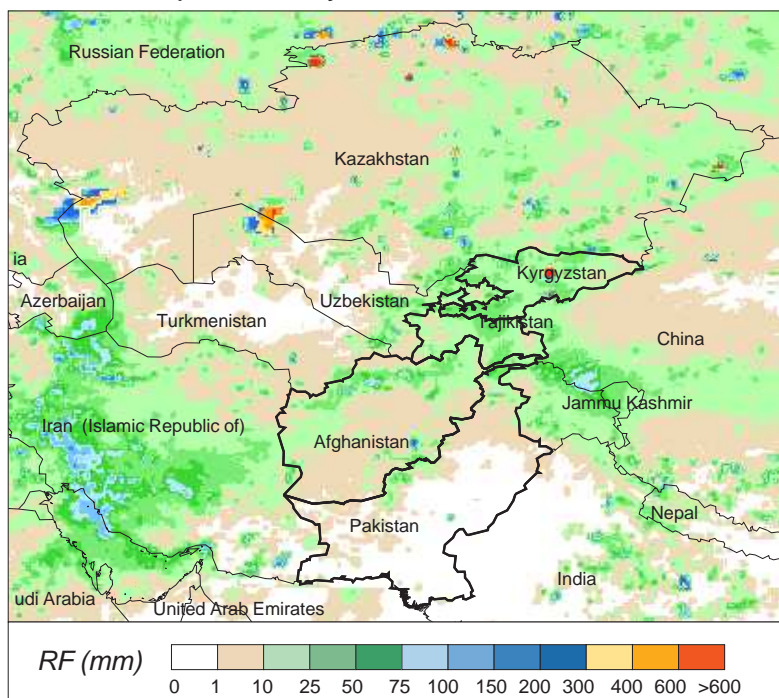 Russian Federation
Kazakhstan
ia
Kyrgyzstan
Azerbaijan
Uzbekistan
Turkmenistan
Tajikistan
China
Jammu Kashmir
Iran (Islamic Republic of)
Afghanistan
Nepal
Pakistan
India
udi Arabia
United Arab Emirates
RF (mm)
0 1 10 25 50 75 100 150 200 300 400 600 >600